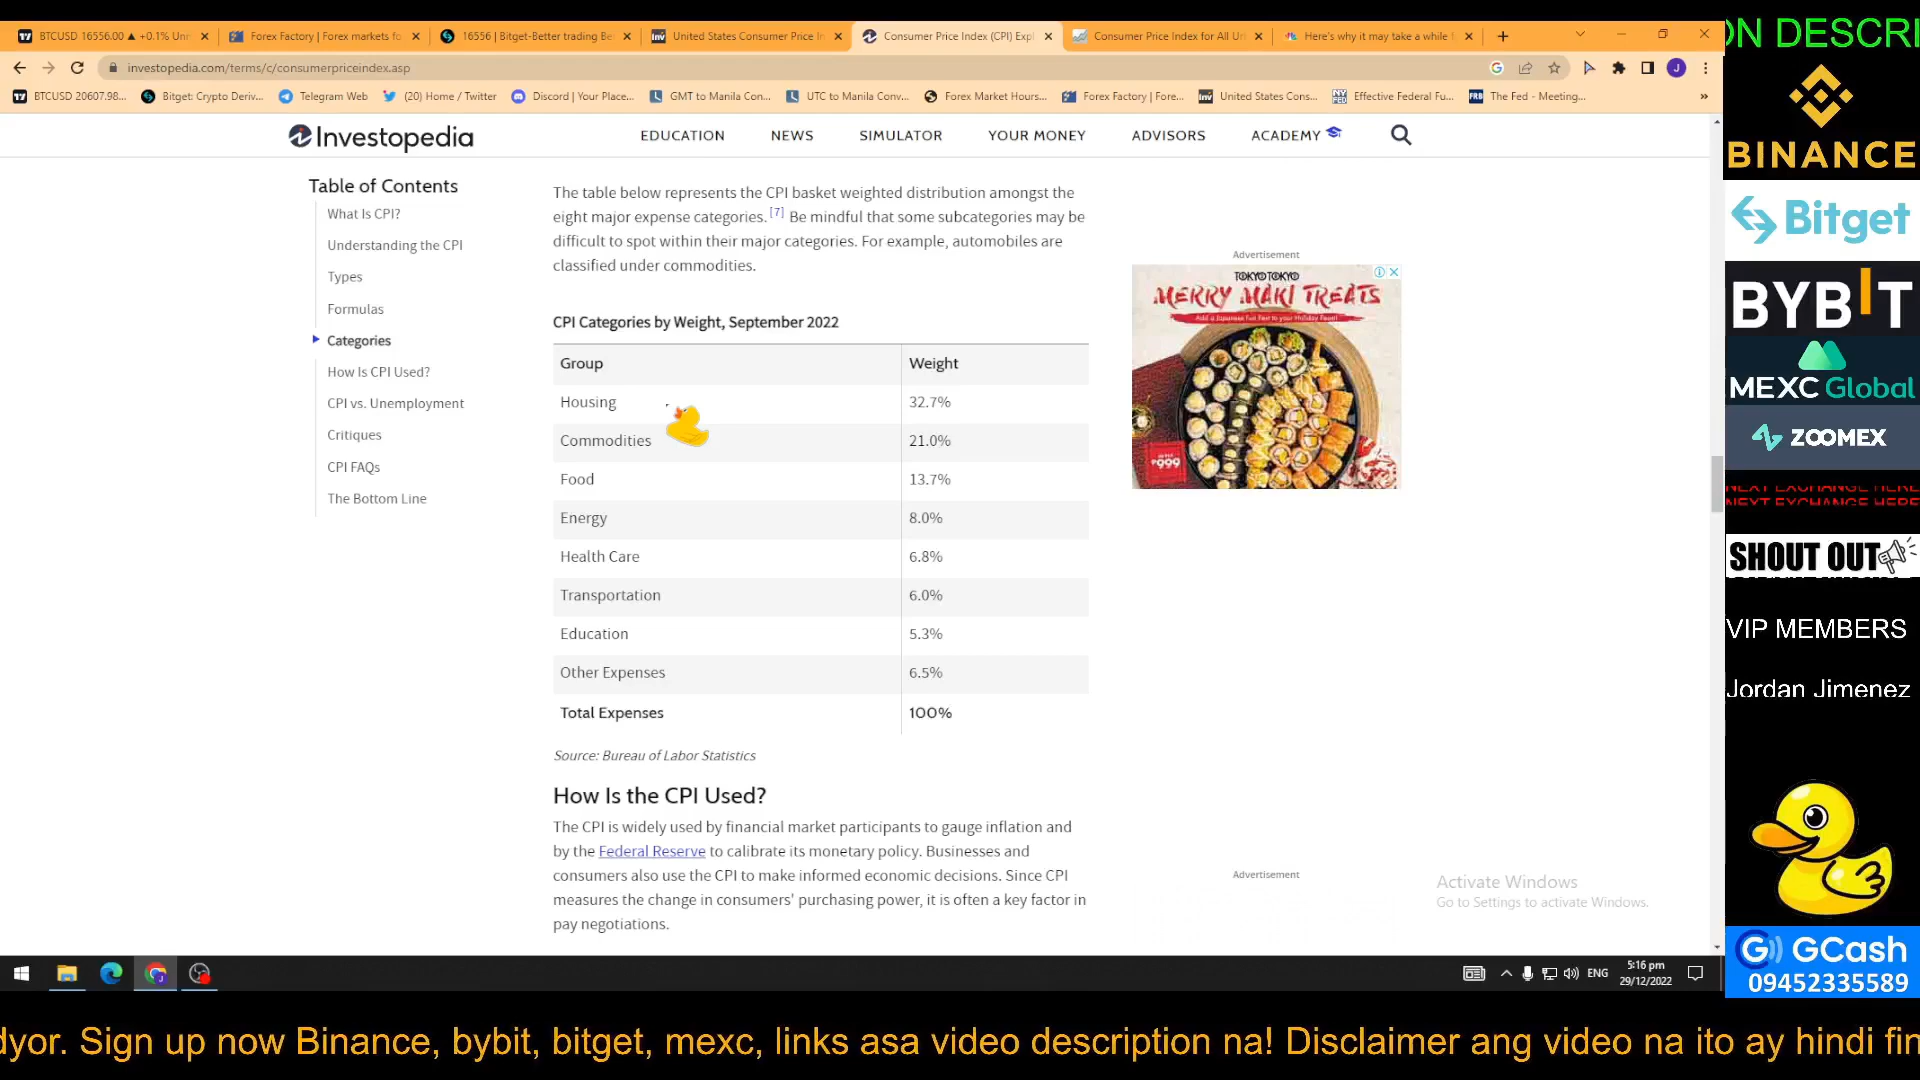 BTCUSD 16556.00 ▲ +0.1% Unr
Forex Factory | Forex markets fo
16556 | Bitget-Better trading Be
United States Consumer Price In
Consumer Price Index (CPI) Expl
Consumer Price Index for All Ur
Here's why it may take a while f
investopedia.com/terms/c/consumerpriceindex.asp
BTCUSD 20607.98...
Bitget: Crypto Deriv...
Telegram Web
(20) Home / Twitter
Discord | Your Place...
GMT to Manila Con...
UTC to Manila Conv...
Forex Market Hours...
Forex Factory | Fore...
United States Cons...
Effective Federal Fu...
The Fed - Meeting...
Investopedia
EDUCATION NEWS SIMULATOR YOUR MONEY ADVISORS ACADEMY
Table of Contents
What Is CPI?
Understanding the CPI
Types
Formulas
Categories
How Is CPI Used?
CPI vs. Unemployment
Critiques
CPI FAQs
The Bottom Line
The table below represents the CPI basket weighted distribution amongst the
eight major expense categories. [7] Be mindful that some subcategories may be
difficult to spot within their major categories. For example, automobiles are
classified under commodities.
CPI Categories by Weight, September 2022
Group Weight
Housing 32.7%
Commodities 21.0%
Food 13.7%
Energy 8.0%
Health Care 6.8%
Transportation 6.0%
Education 5.3%
Other Expenses 6.5%
Total Expenses 100%
Source: Bureau of Labor Statistics
How Is the CPI Used?
The CPI is widely used by financial market participants to gauge inflation and
by the Federal Reserve to calibrate its monetary policy. Businesses and
consumers also use the CPI to make informed economic decisions. Since CPI
measures the change in consumers' purchasing power, it is often a key factor in
pay negotiations.
Advertisement
TOKYO TOKYO
MERRY MAKI TREATS
Add a Japanese Fun Feel to your Holiday Feast!
₱999
Advertisement
Activate Windows
Go to Settings to activate Windows.
ENG
5:16 pm
29/12/2022
ON DESCRI
BINANCE
Bitget
BYBIT
MEXC Global
ZOOMEX
NEXT EXCHANGE HERE
NEXT EXCHANGE HERE
SHOUT OUT
VIP MEMBERS
Jordan Jimenez
GCash
09452335589
dyor. Sign up now Binance, bybit, bitget, mexc, links asa video description na! Disclaimer ang video na ito ay hindi fin